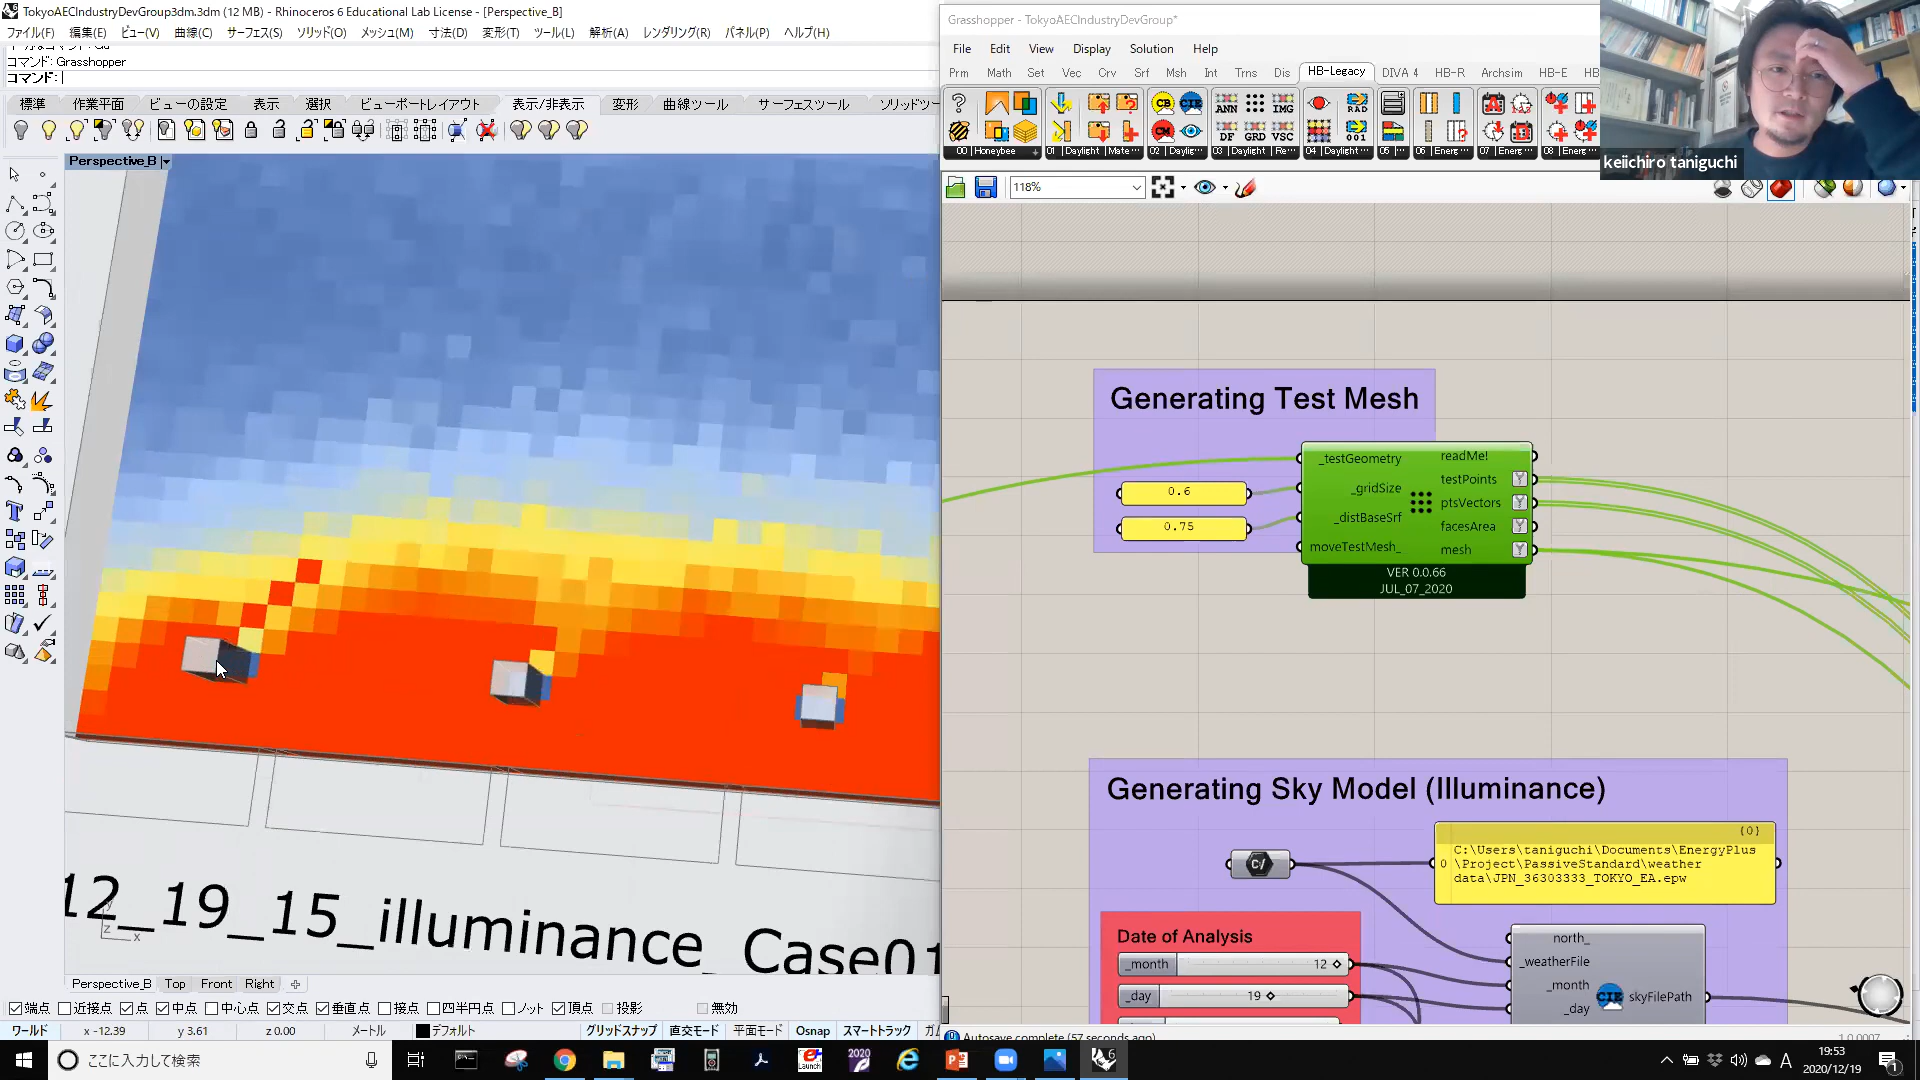 TokyoAECIndustryDevGroup3dm.3dm (12 MB) - Rhinoceros 6 Educational Lab License - [Perspective_B]
ファイル(F) 編集(E) ビュー(V) 曲線(C) サーフェス(S) ソリッド(O) メッシュ(M) 寸法(D) 変形(T) ツール(L) 解析(A) レンダリング(R) パネル(P) ヘルプ(H)
コマンド: Grasshopper
コマンド:
標準 作業平面 ビューの設定 表示 選択 ビューポートレイアウト 表示/非表示 変形 曲線ツール サーフェスツール ソリッドツー
Perspective_B
12_19_15_illuminance_Case01
z x
Perspective_B Top Front Right
端点 近接点 点 中点 中心点 交点 垂直点 接点 四半円点 ノット 頂点 投影 無効
ワールド x -12.39 y 3.61 z 0.00 メートル デフォルト グリッドスナップ 直交モード 平面モード Osnap スマートトラック ガム
Grasshopper - TokyoAECIndustryDevGroup*
File Edit View Display Solution Help
Prm Math Set Vec Crv Srf Msh Int Trns Dis HB-Legacy DIVA 4 HB-R Archsim HB-E HB
00 | Honeybee 01 | Daylight | Mate ··· 02 | Daylig··· 03 | Daylight | Re··· 04 | Daylight ··· 05 |··· 06 | Energ··· 07 | Energ··· 08 | Energ···
118%
keiichiro taniguchi
Generating Test Mesh
0.6
0.75
_testGeometry
_gridSize
_distBaseSrf
moveTestMesh_
readMe!
testPoints
ptsVectors
facesArea
mesh
VER 0.0.66
JUL_07_2020
Generating Sky Model (Illuminance)
C/
{0}
0 C:\Users\taniguchi\Documents\EnergyPlus
\Project\PassiveStandard\weather
data\JPN_36303333_TOKYO_EA.epw
Date of Analysis
_month 12
_day 19
north_
_weatherFile
_month
_day
CIE
skyFilePath
Autosave complete (57 seconds ago)
1.0.0007
ここに入力して検索
A
19:53
2020/12/19